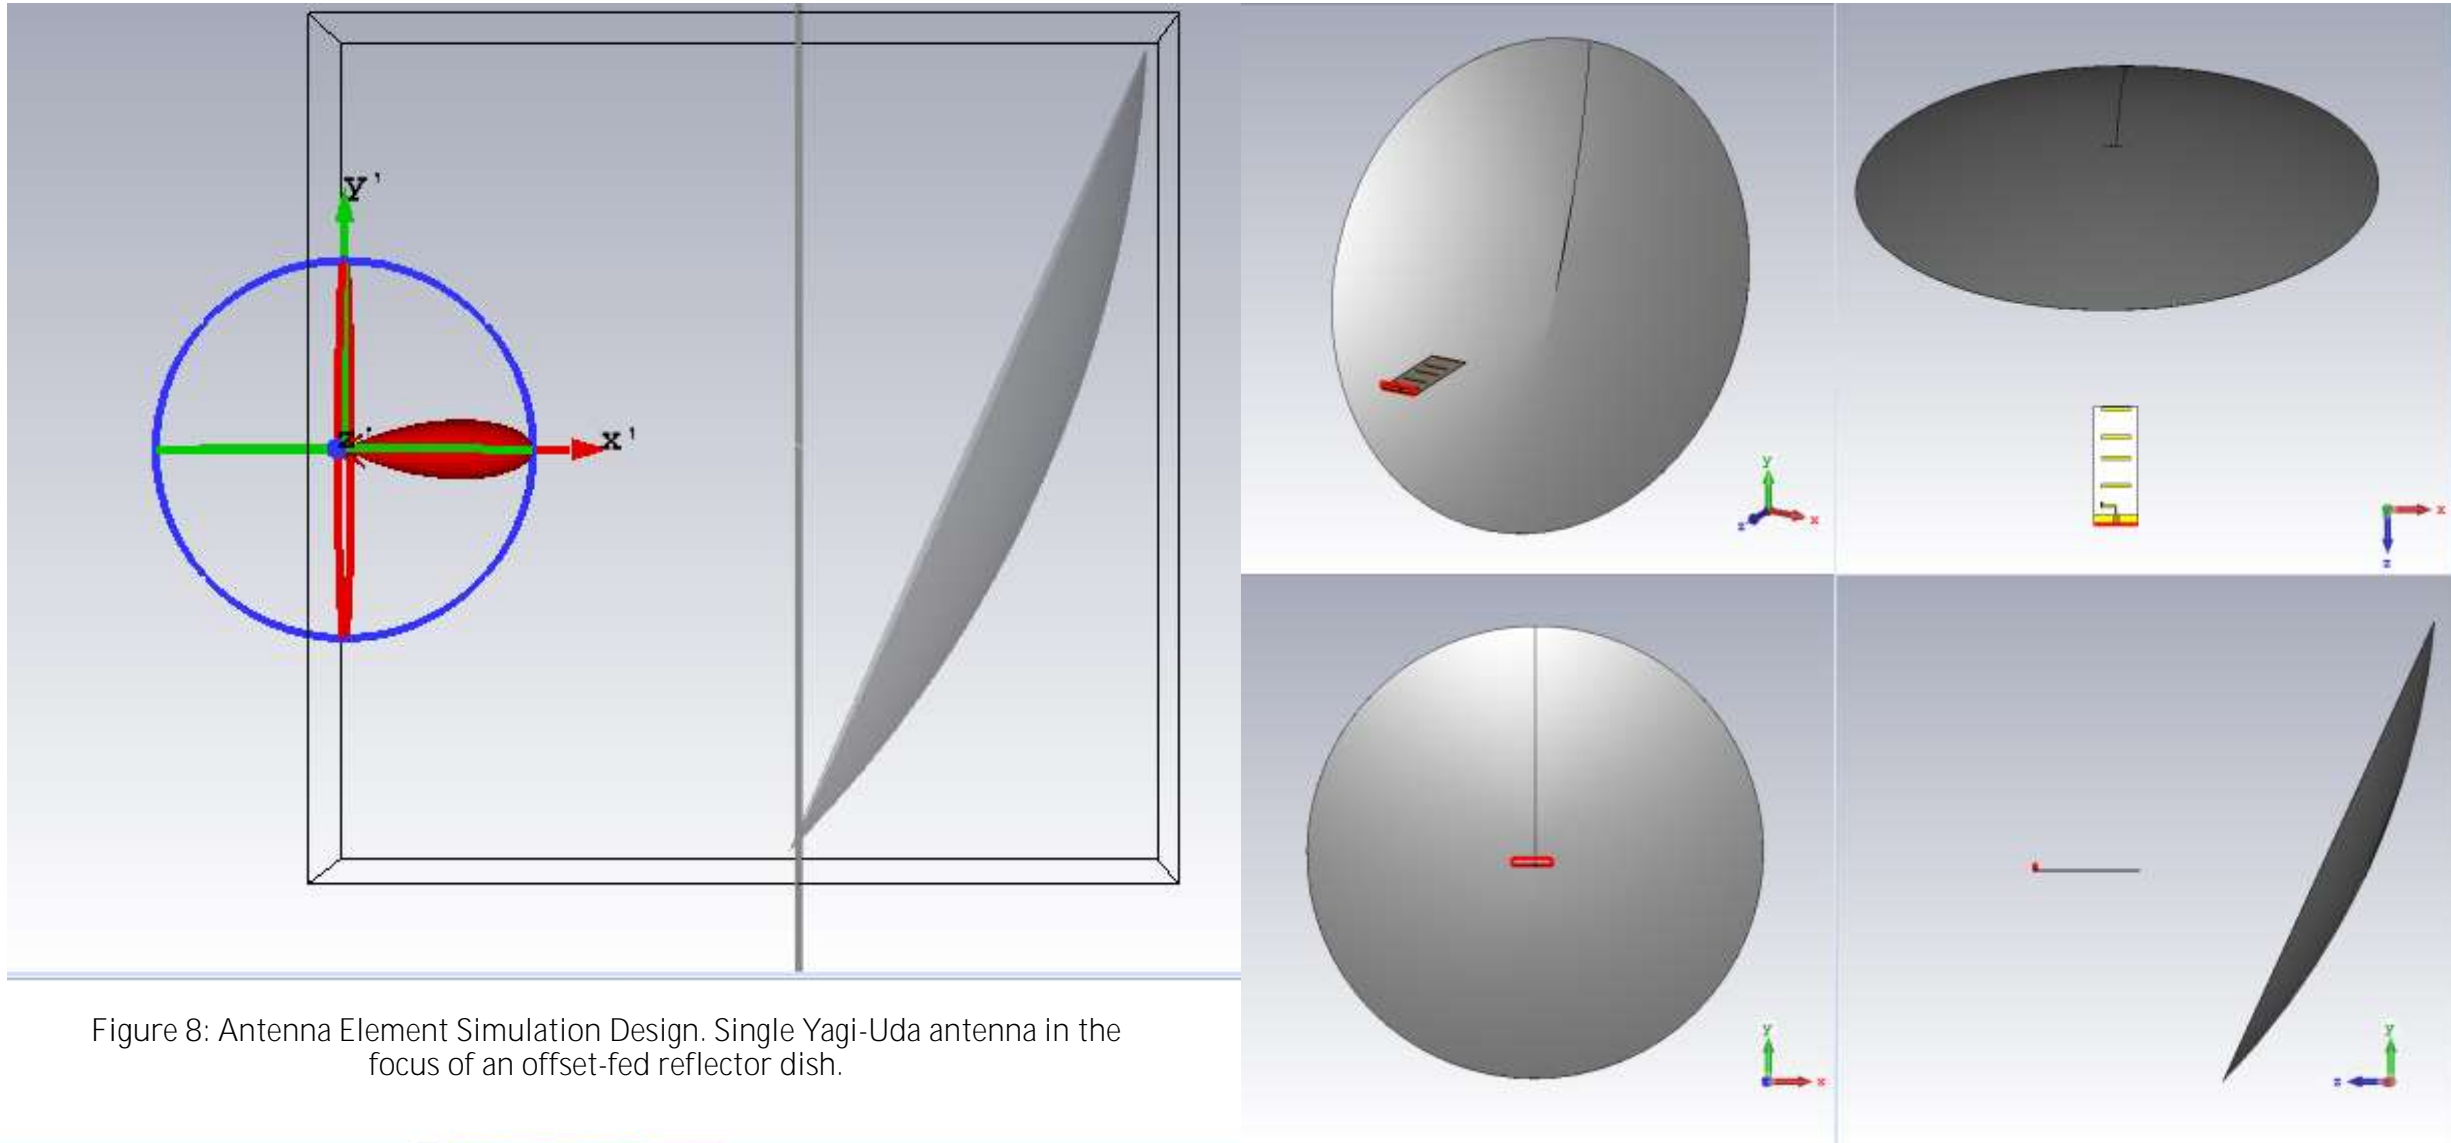 y'
z'
x'
Figure 8: Antenna Element Simulation Design. Single Yagi-Uda antenna in the
focus of an offset-fed reflector dish.
y
z
x
x
z
y
x
y
z